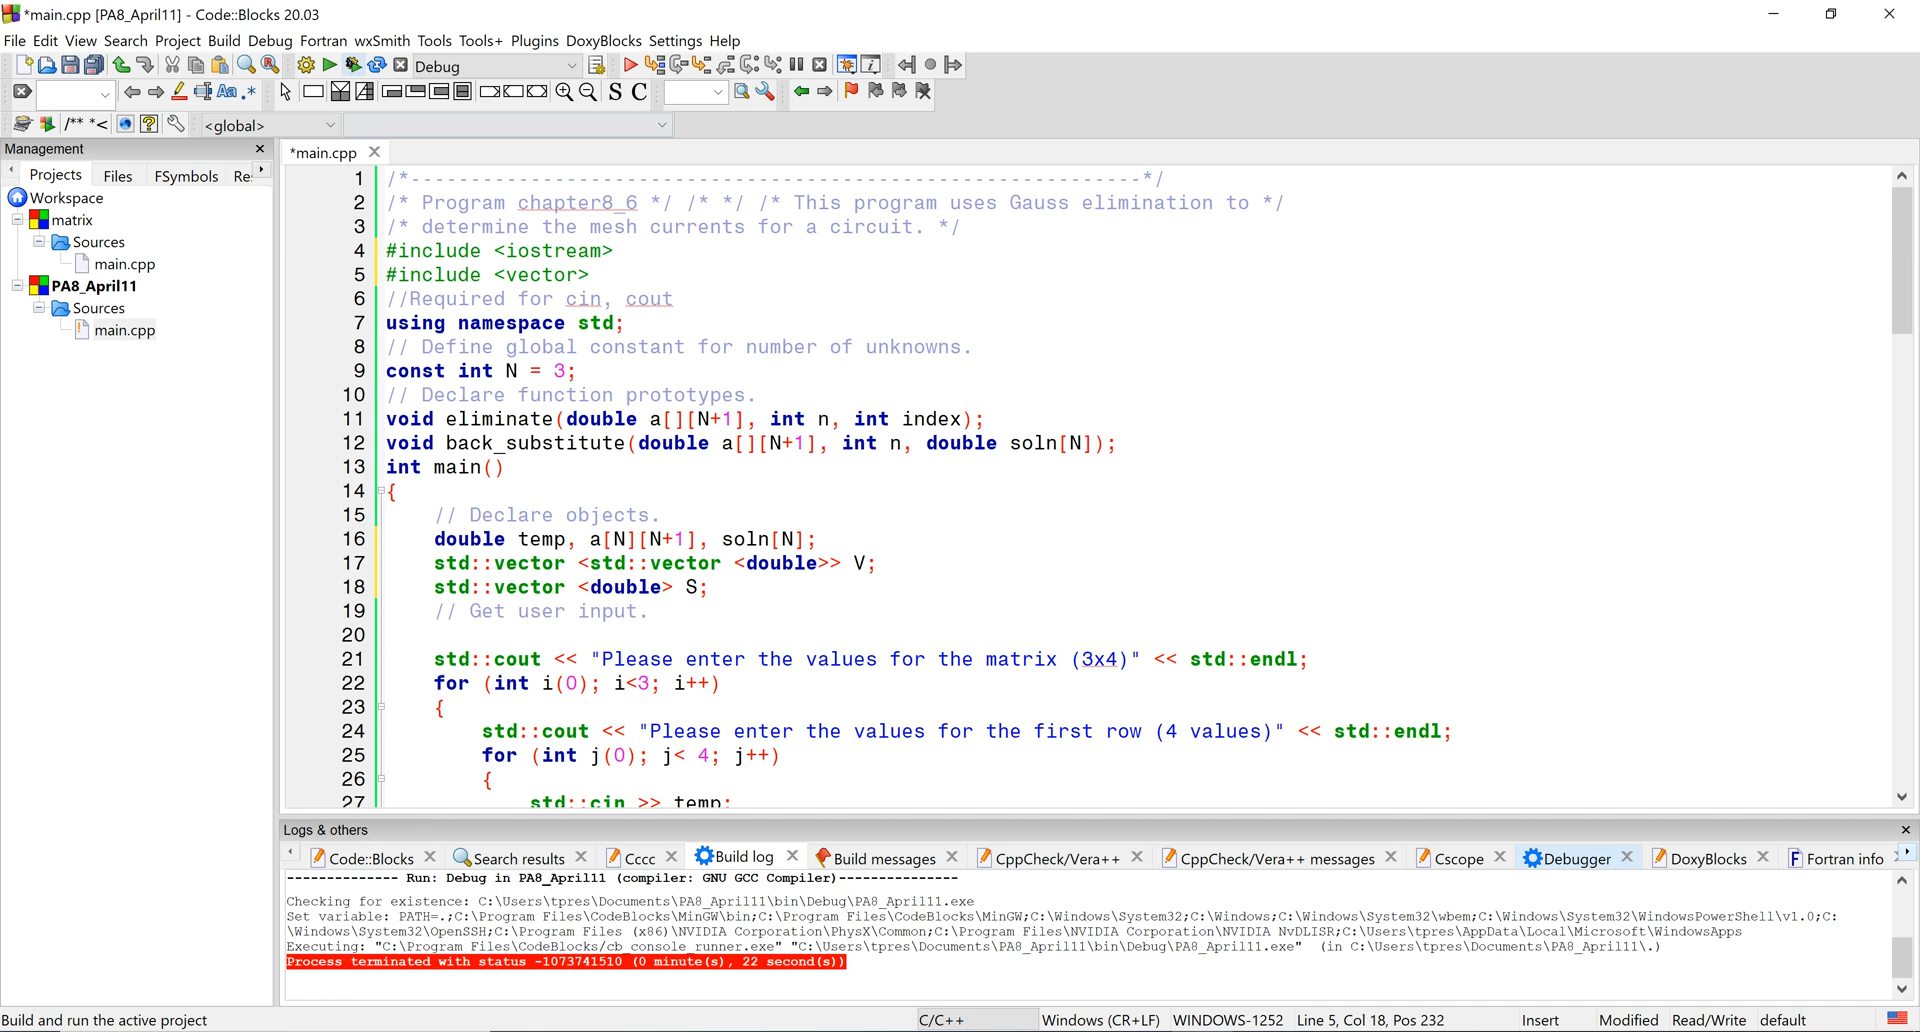 *main.cpp [PA8_April11] - Code::Blocks 20.03
File Edit View Search Project Build Debug Fortran wxSmith Tools Tools+ Plugins DoxyBlocks Settings Help
Debug
S C
/** *<
<global>
Management
Projects Files FSymbols Re
Workspace
matrix
Sources
main.cpp
PA8_April11
Sources
main.cpp
*main.cpp
1 /*-------------------------------------------------------------*/
2 /* Program chapter8_6 */ /* */ /* This program uses Gauss elimination to */
3 /* determine the mesh currents for a circuit. */
4 #include <iostream>
5 #include <vector>
6 //Required for cin, cout
7 using namespace std;
8 // Define global constant for number of unknowns.
9 const int N = 3;
10 // Declare function prototypes.
11 void eliminate(double a[][N+1], int n, int index);
12 void back_substitute(double a[][N+1], int n, double soln[N]);
13 int main()
14 {
15 // Declare objects.
16 double temp, a[N][N+1], soln[N];
17 std::vector <std::vector <double>> V;
18 std::vector <double> S;
19 // Get user input.
20
21 std::cout << "Please enter the values for the matrix (3x4)" << std::endl;
22 for (int i(0); i<3; i++)
23 {
24 std::cout << "Please enter the values for the first row (4 values)" << std::endl;
25 for (int j(0); j< 4; j++)
26 {
27 std::cin >> temp;
Logs & others
Code::Blocks Search results Cccc Build log Build messages CppCheck/Vera++ CppCheck/Vera++ messages Cscope Debugger DoxyBlocks Fortran info
-------------- Run: Debug in PA8_April11 (compiler: GNU GCC Compiler)---------------
Checking for existence: C:\Users\tpres\Documents\PA8_April11\bin\Debug\PA8_April11.exe
Set variable: PATH=.;C:\Program Files\CodeBlocks\MinGW\bin;C:\Program Files\CodeBlocks\MinGW;C:\Windows\System32;C:\Windows;C:\Windows\System32\wbem;C:\Windows\System32\WindowsPowerShell\v1.0;C:
\Windows\System32\OpenSSH;C:\Program Files (x86)\NVIDIA Corporation\PhysX\Common;C:\Program Files\NVIDIA Corporation\NVIDIA NvDLISR;C:\Users\tpres\AppData\Local\Microsoft\WindowsApps
Executing: "C:\Program Files\CodeBlocks/cb_console_runner.exe" "C:\Users\tpres\Documents\PA8_April11\bin\Debug\PA8_April11.exe" (in C:\Users\tpres\Documents\PA8_April11\.)
Process terminated with status -1073741510 (0 minute(s), 22 second(s))
Build and run the active project C/C++ Windows (CR+LF) WINDOWS-1252 Line 5, Col 18, Pos 232 Insert Modified Read/Write default